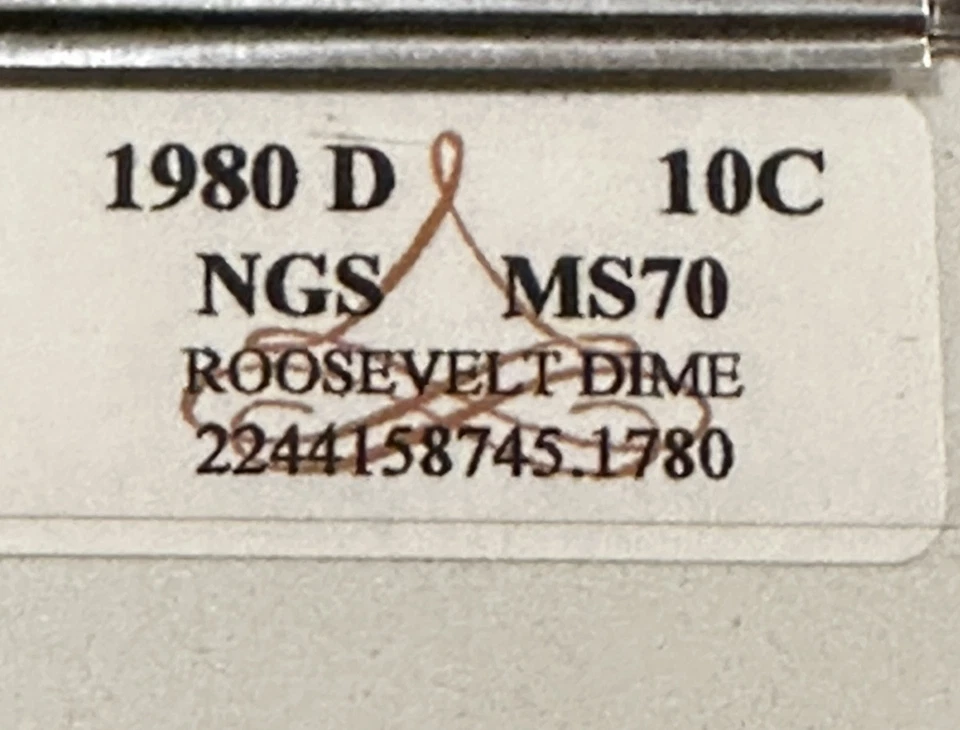 1980 D 10C
NGS MS70
ROOSEVELT DIME
2244158745.1780